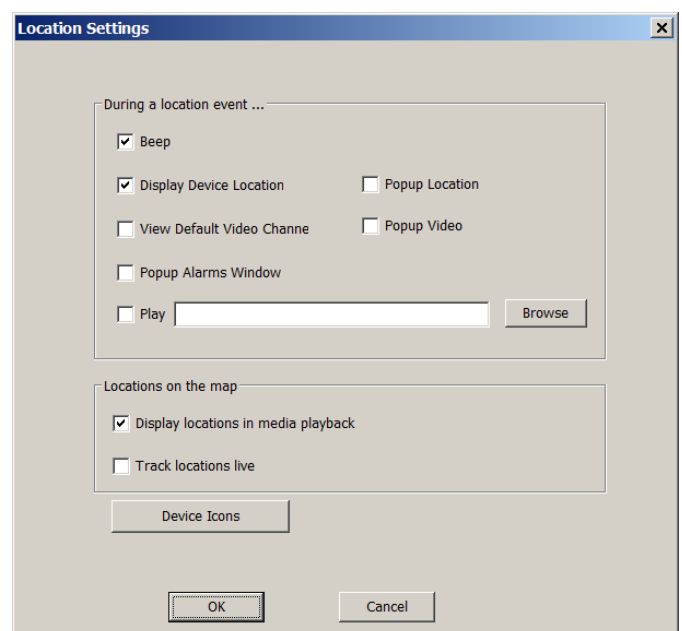 Location Settings
During a location event ...
Beep
Display Device Location Popup Location
View Default Video Channe Popup Video
Popup Alarms Window
Play Browse
Locations on the map
Display locations in media playback
Track locations live
Device Icons
OK Cancel